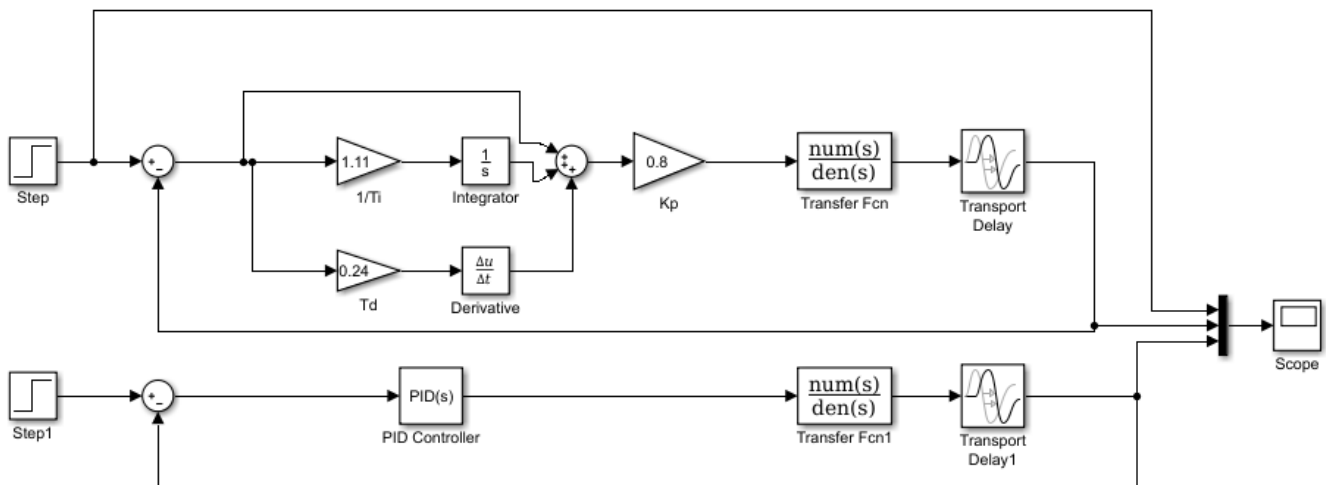 Step
+
−
1.11
1/Ti
1
s
Integrator
+
+
+
0.8
Kp
num(s)
den(s)
Transfer Fcn
Transport
Delay
0.24
Td
Δu
Δt
Derivative
Scope
Step1
+
−
PID(s)
PID Controller
num(s)
den(s)
Transfer Fcn1
Transport
Delay1